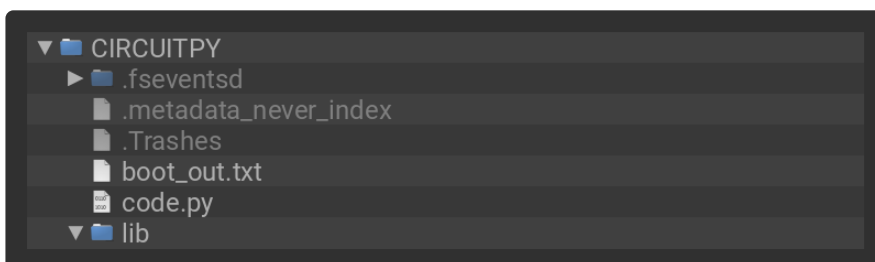 CIRCUITPY
.fseventsd
.metadata_never_index
.Trashes
boot_out.txt
code.py
lib